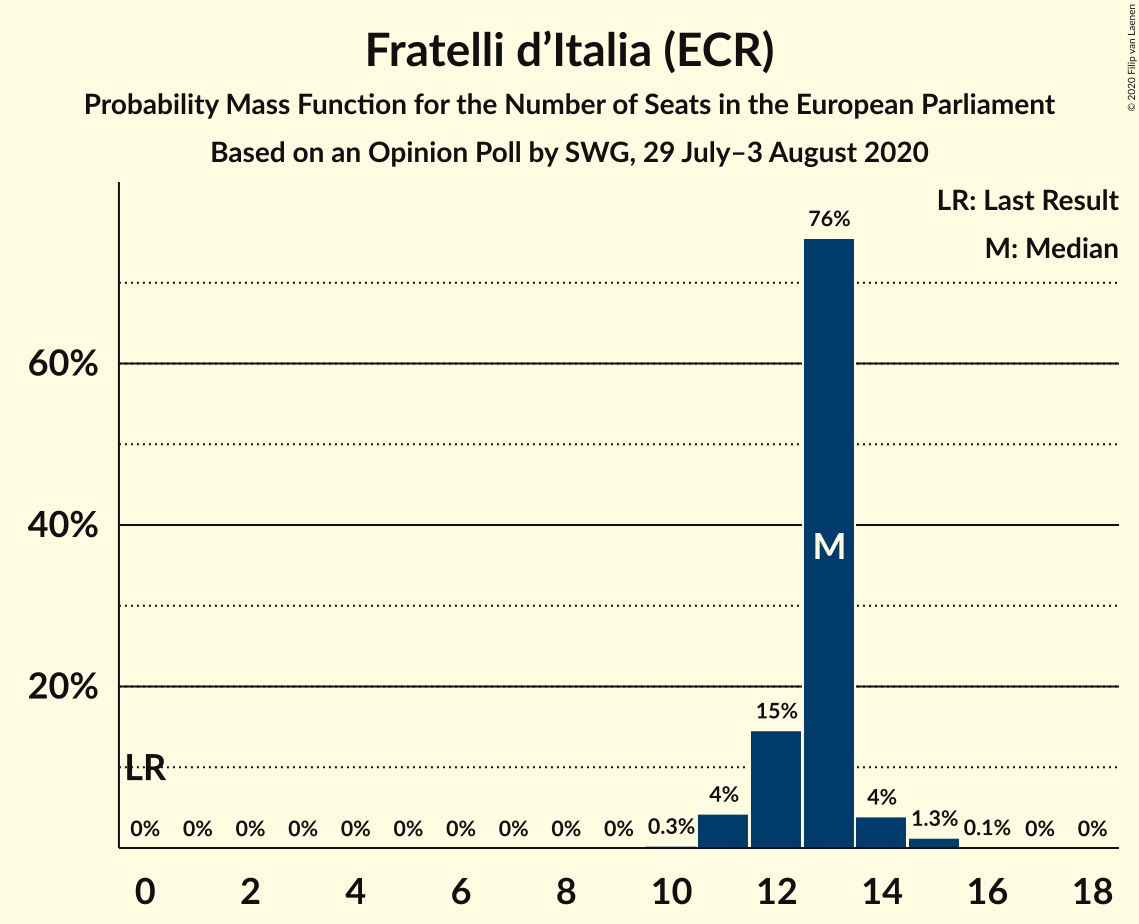 Fratelli d’Italia (ECR)
Probability Mass Function for the Number of Seats in the European Parliament
Based on an Opinion Poll by SWG, 29 July–3 August 2020
© 2020 Filip van Laenen
LR: Last Result
M: Median
76%
60%
M
40%
20%
15%
LR
4%
4%
0% 0% 0% 0% 0% 0% 0% 0% 0% 0% 0.3% 1.3% 0.1% 0% 0%
0 2 4 6 8 10 12 14 16 18